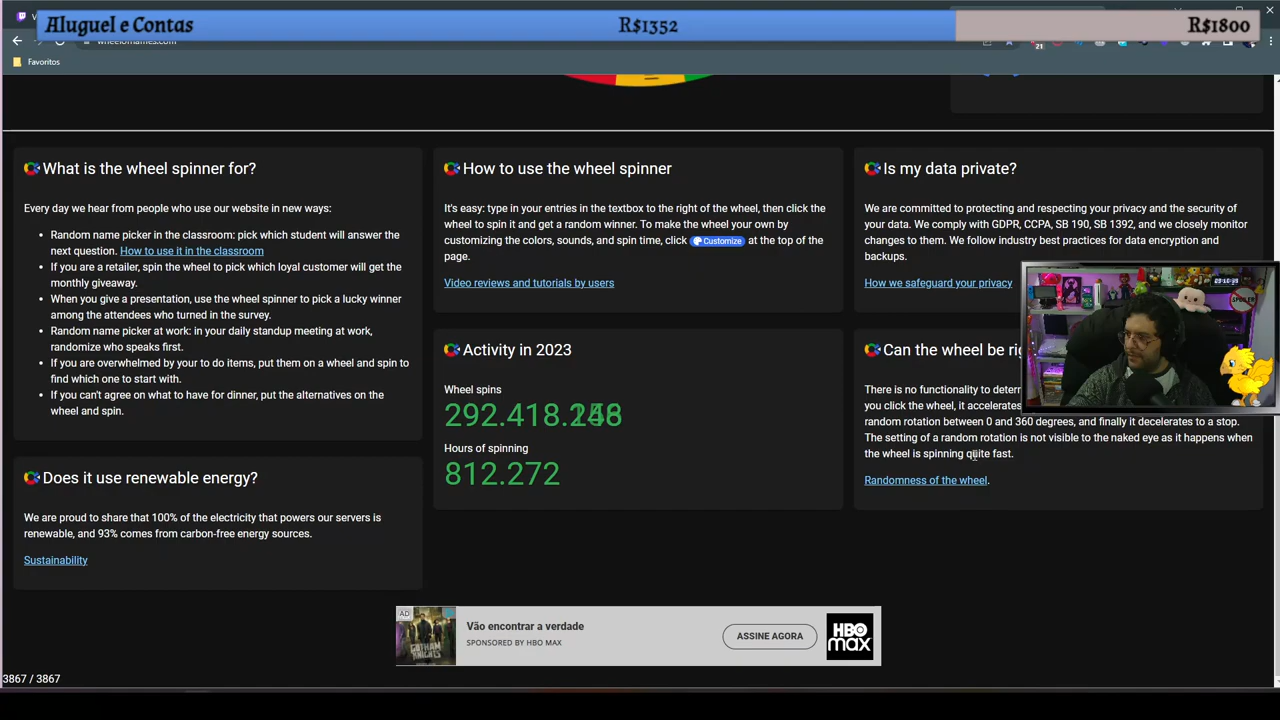 Aluguel e Contas
R$1352
R$1800
wheelofnames.com
21
Favoritos
What is the wheel spinner for?
Every day we hear from people who use our website in new ways:
Random name picker in the classroom: pick which student will answer the
next question. How to use it in the classroom
If you are a retailer, spin the wheel to pick which loyal customer will get the
monthly giveaway.
When you give a presentation, use the wheel spinner to pick a lucky winner
among the attendees who turned in the survey.
Random name picker at work: in your daily standup meeting at work,
randomize who speaks first.
If you are overwhelmed by your to do items, put them on a wheel and spin to
find which one to start with.
If you can't agree on what to have for dinner, put the alternatives on the
wheel and spin.
Does it use renewable energy?
We are proud to share that 100% of the electricity that powers our servers is
renewable, and 93% comes from carbon-free energy sources.
Sustainability
How to use the wheel spinner
It's easy: type in your entries in the textbox to the right of the wheel, then click the
wheel to spin it and get a random winner. To make the wheel your own by
customizing the colors, sounds, and spin time, click Customize at the top of the
page.
Video reviews and tutorials by users
Activity in 2023
Wheel spins
292.418.
Hours of spinning
812.272
Is my data private?
We are committed to protecting and respecting your privacy and the security of
your data. We comply with GDPR, CCPA, SB 190, SB 1392, and we closely monitor
changes to them. We follow industry best practices for data encryption and
backups.
How we safeguard your privacy
SPOILER
Can the wheel be
There is no functionality to
you click the wheel, it accelerates
random rotation between 0 and 360 degrees, and finally it decelerates to a stop.
The setting of a random rotation is not visible to the naked eye as it happens when
the wheel is spinning quite fast.
Randomness of the wheel.
AD
GOTHAM KNIGHTS
Vão encontrar a verdade
SPONSORED BY HBO MAX
ASSINE AGORA
HBO max
3867 / 3867